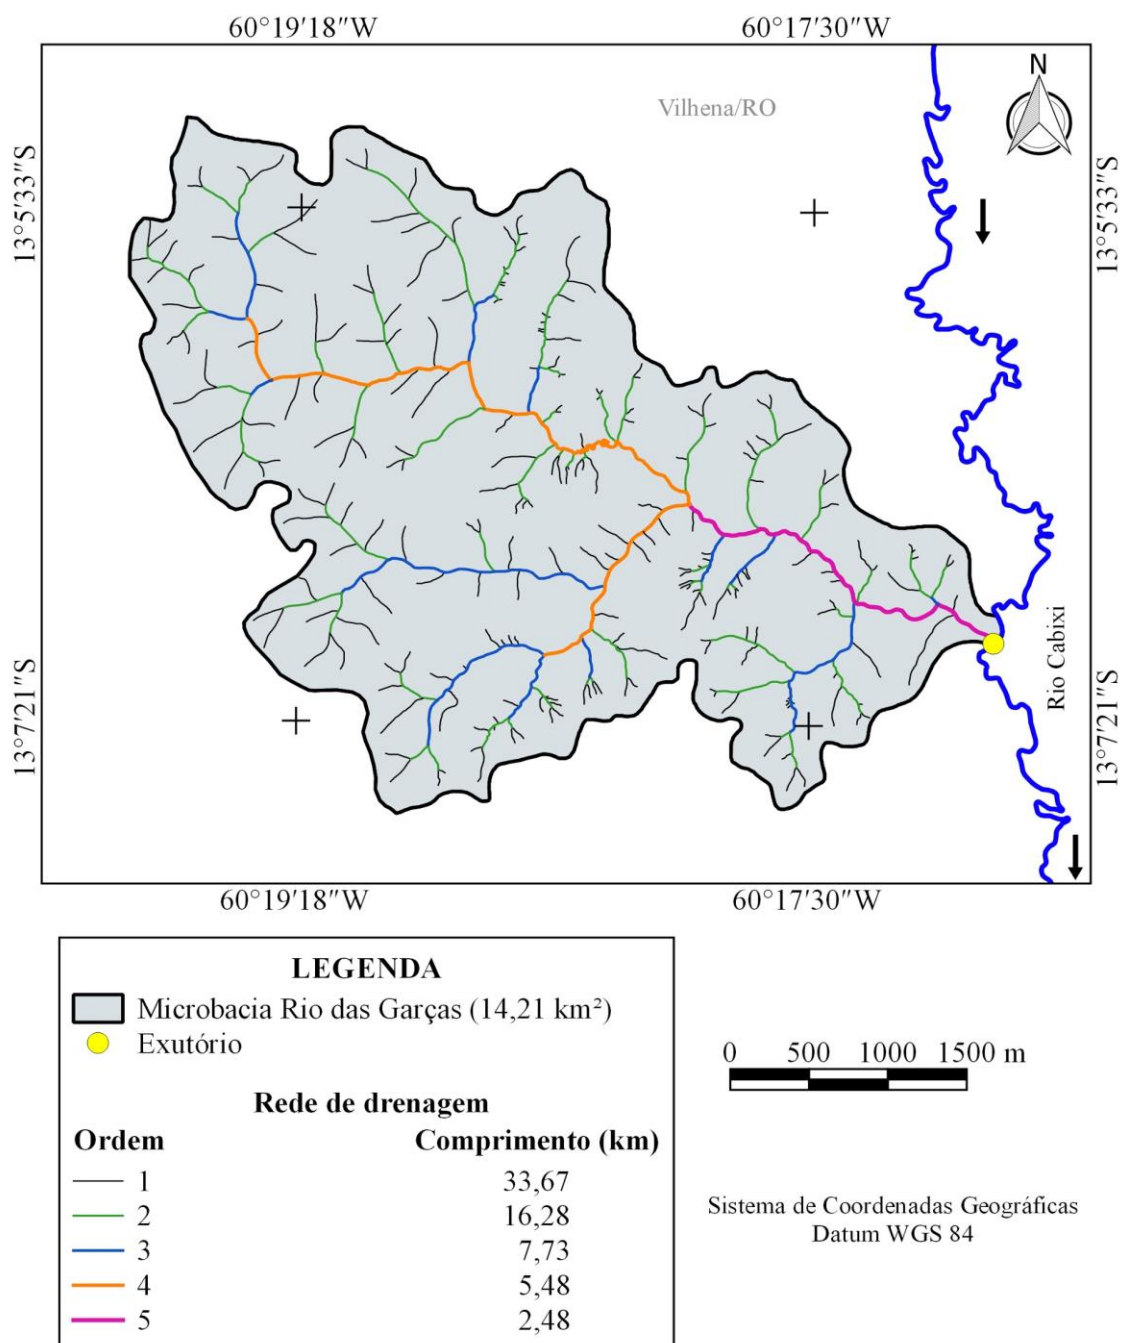 60°19'18"W 60°17'30"W
N
Vilhena/RO
13°5'33"S
13°5'33"S
Rio Cabixi
13°7'21"S
13°7'21"S
60°19'18"W 60°17'30"W
LEGENDA
Microbacia Rio das Garças (14,21 km²)
Exutório
Rede de drenagem
Ordem Comprimento (km)
1 33,67
2 16,28
3 7,73
4 5,48
5 2,48
0 500 1000 1500 m
Sistema de Coordenadas Geográficas
Datum WGS 84